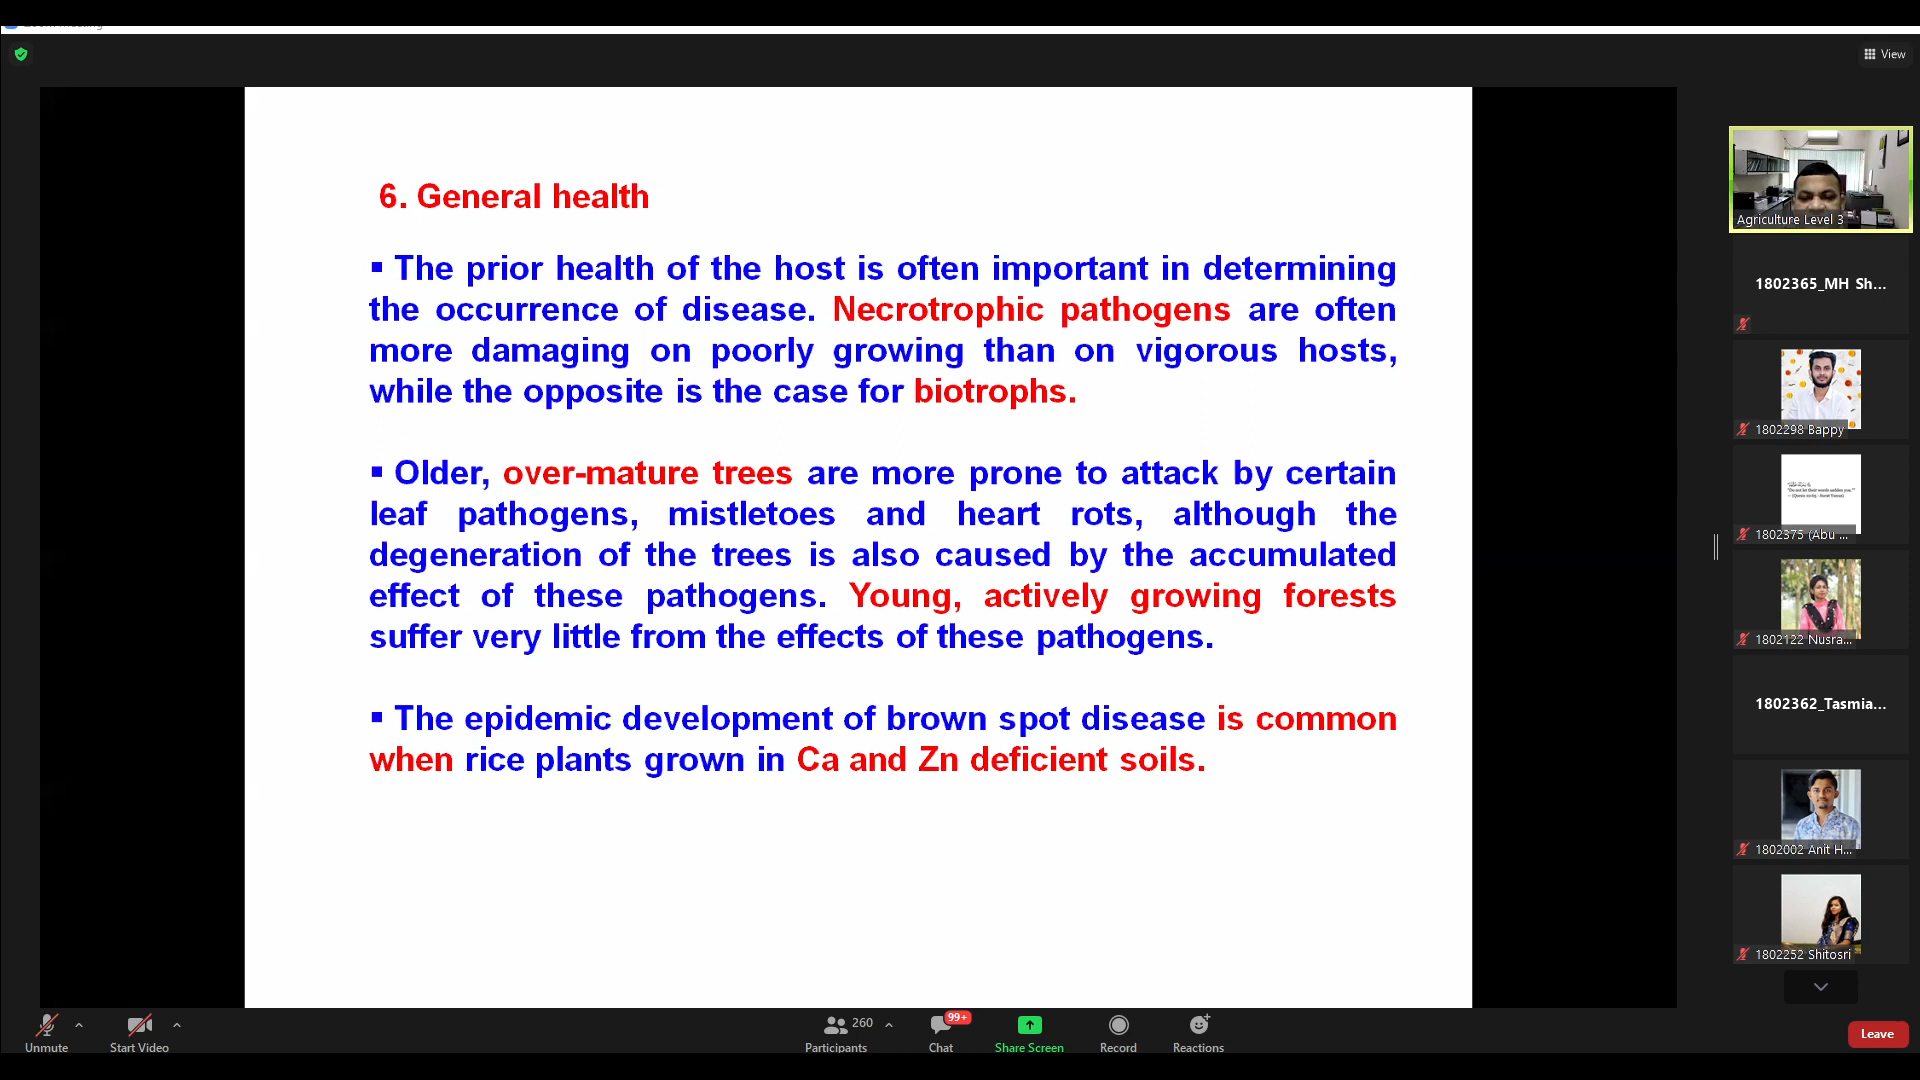 View
6. General health
▪ The prior health of the host is often important in determining
the occurrence of disease. Necrotrophic pathogens are often
more damaging on poorly growing than on vigorous hosts,
while the opposite is the case for biotrophs.
▪ Older, over-mature trees are more prone to attack by certain
leaf pathogens, mistletoes and heart rots, although the
degeneration of the trees is also caused by the accumulated
effect of these pathogens. Young, actively growing forests
suffer very little from the effects of these pathogens.
▪ The epidemic development of brown spot disease is common
when rice plants grown in Ca and Zn deficient soils.
Agriculture Level 3
1802365_MH Sh...
1802298 Bappy
1802375 (Abu ...
1802122 Nusra...
1802362_Tasmia...
1802002 Anit H...
1802252 Shitosri
Unmute
Start Video
260
Participants
99+
Chat
Share Screen
Record
Reactions
Leave